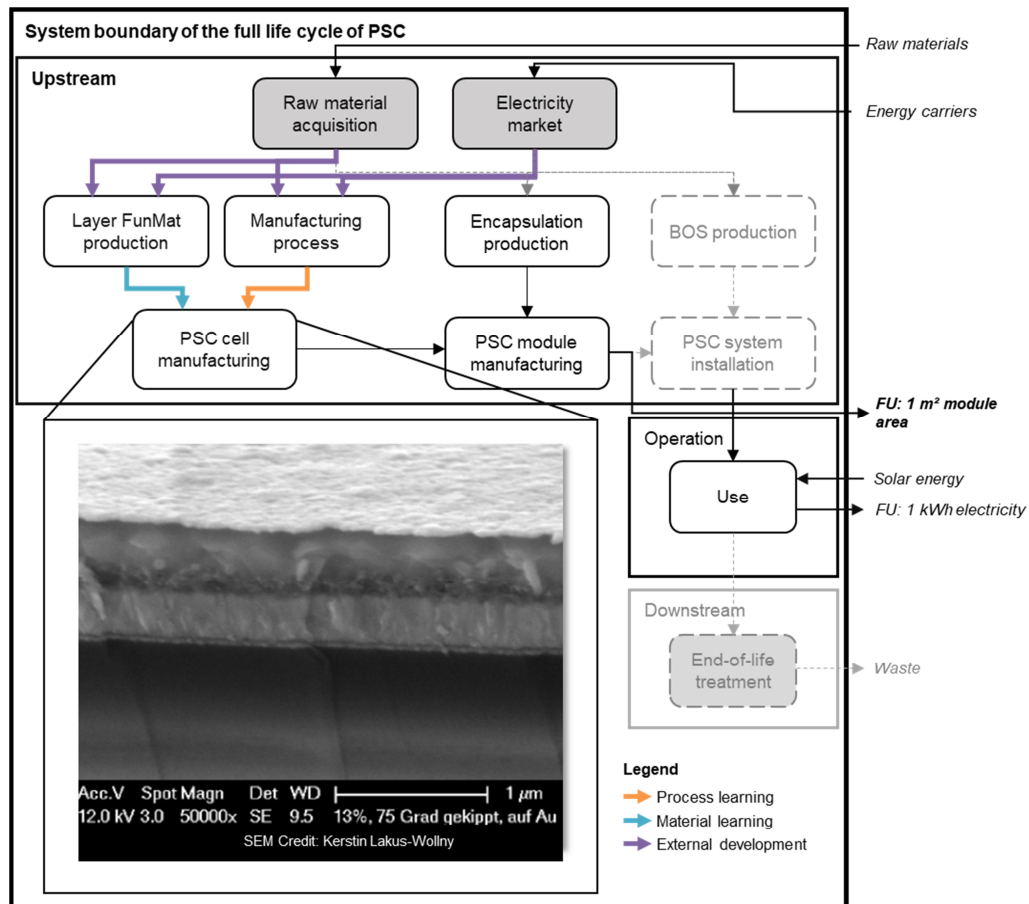 System boundary of the full life cycle of PSC
Raw materials
Upstream
Raw material
acquisition
Electricity
market
Energy carriers
Layer FunMat
production
Manufacturing
process
Encapsulation
production
BOS production
PSC cell
manufacturing
PSC module
manufacturing
PSC system
installation
FU: 1 m² module
area
Operation
Use
Solar energy
FU: 1 kWh electricity
Downstream
End-of-life
treatment
Waste
Acc.V Spot Magn Det WD 1 µm
12.0 kV 3.0 50000x SE 9.5 13%, 75 Grad gekippt, auf Au
SEM Credit: Kerstin Lakus-Wollny
Legend
Process learning
Material learning
External development